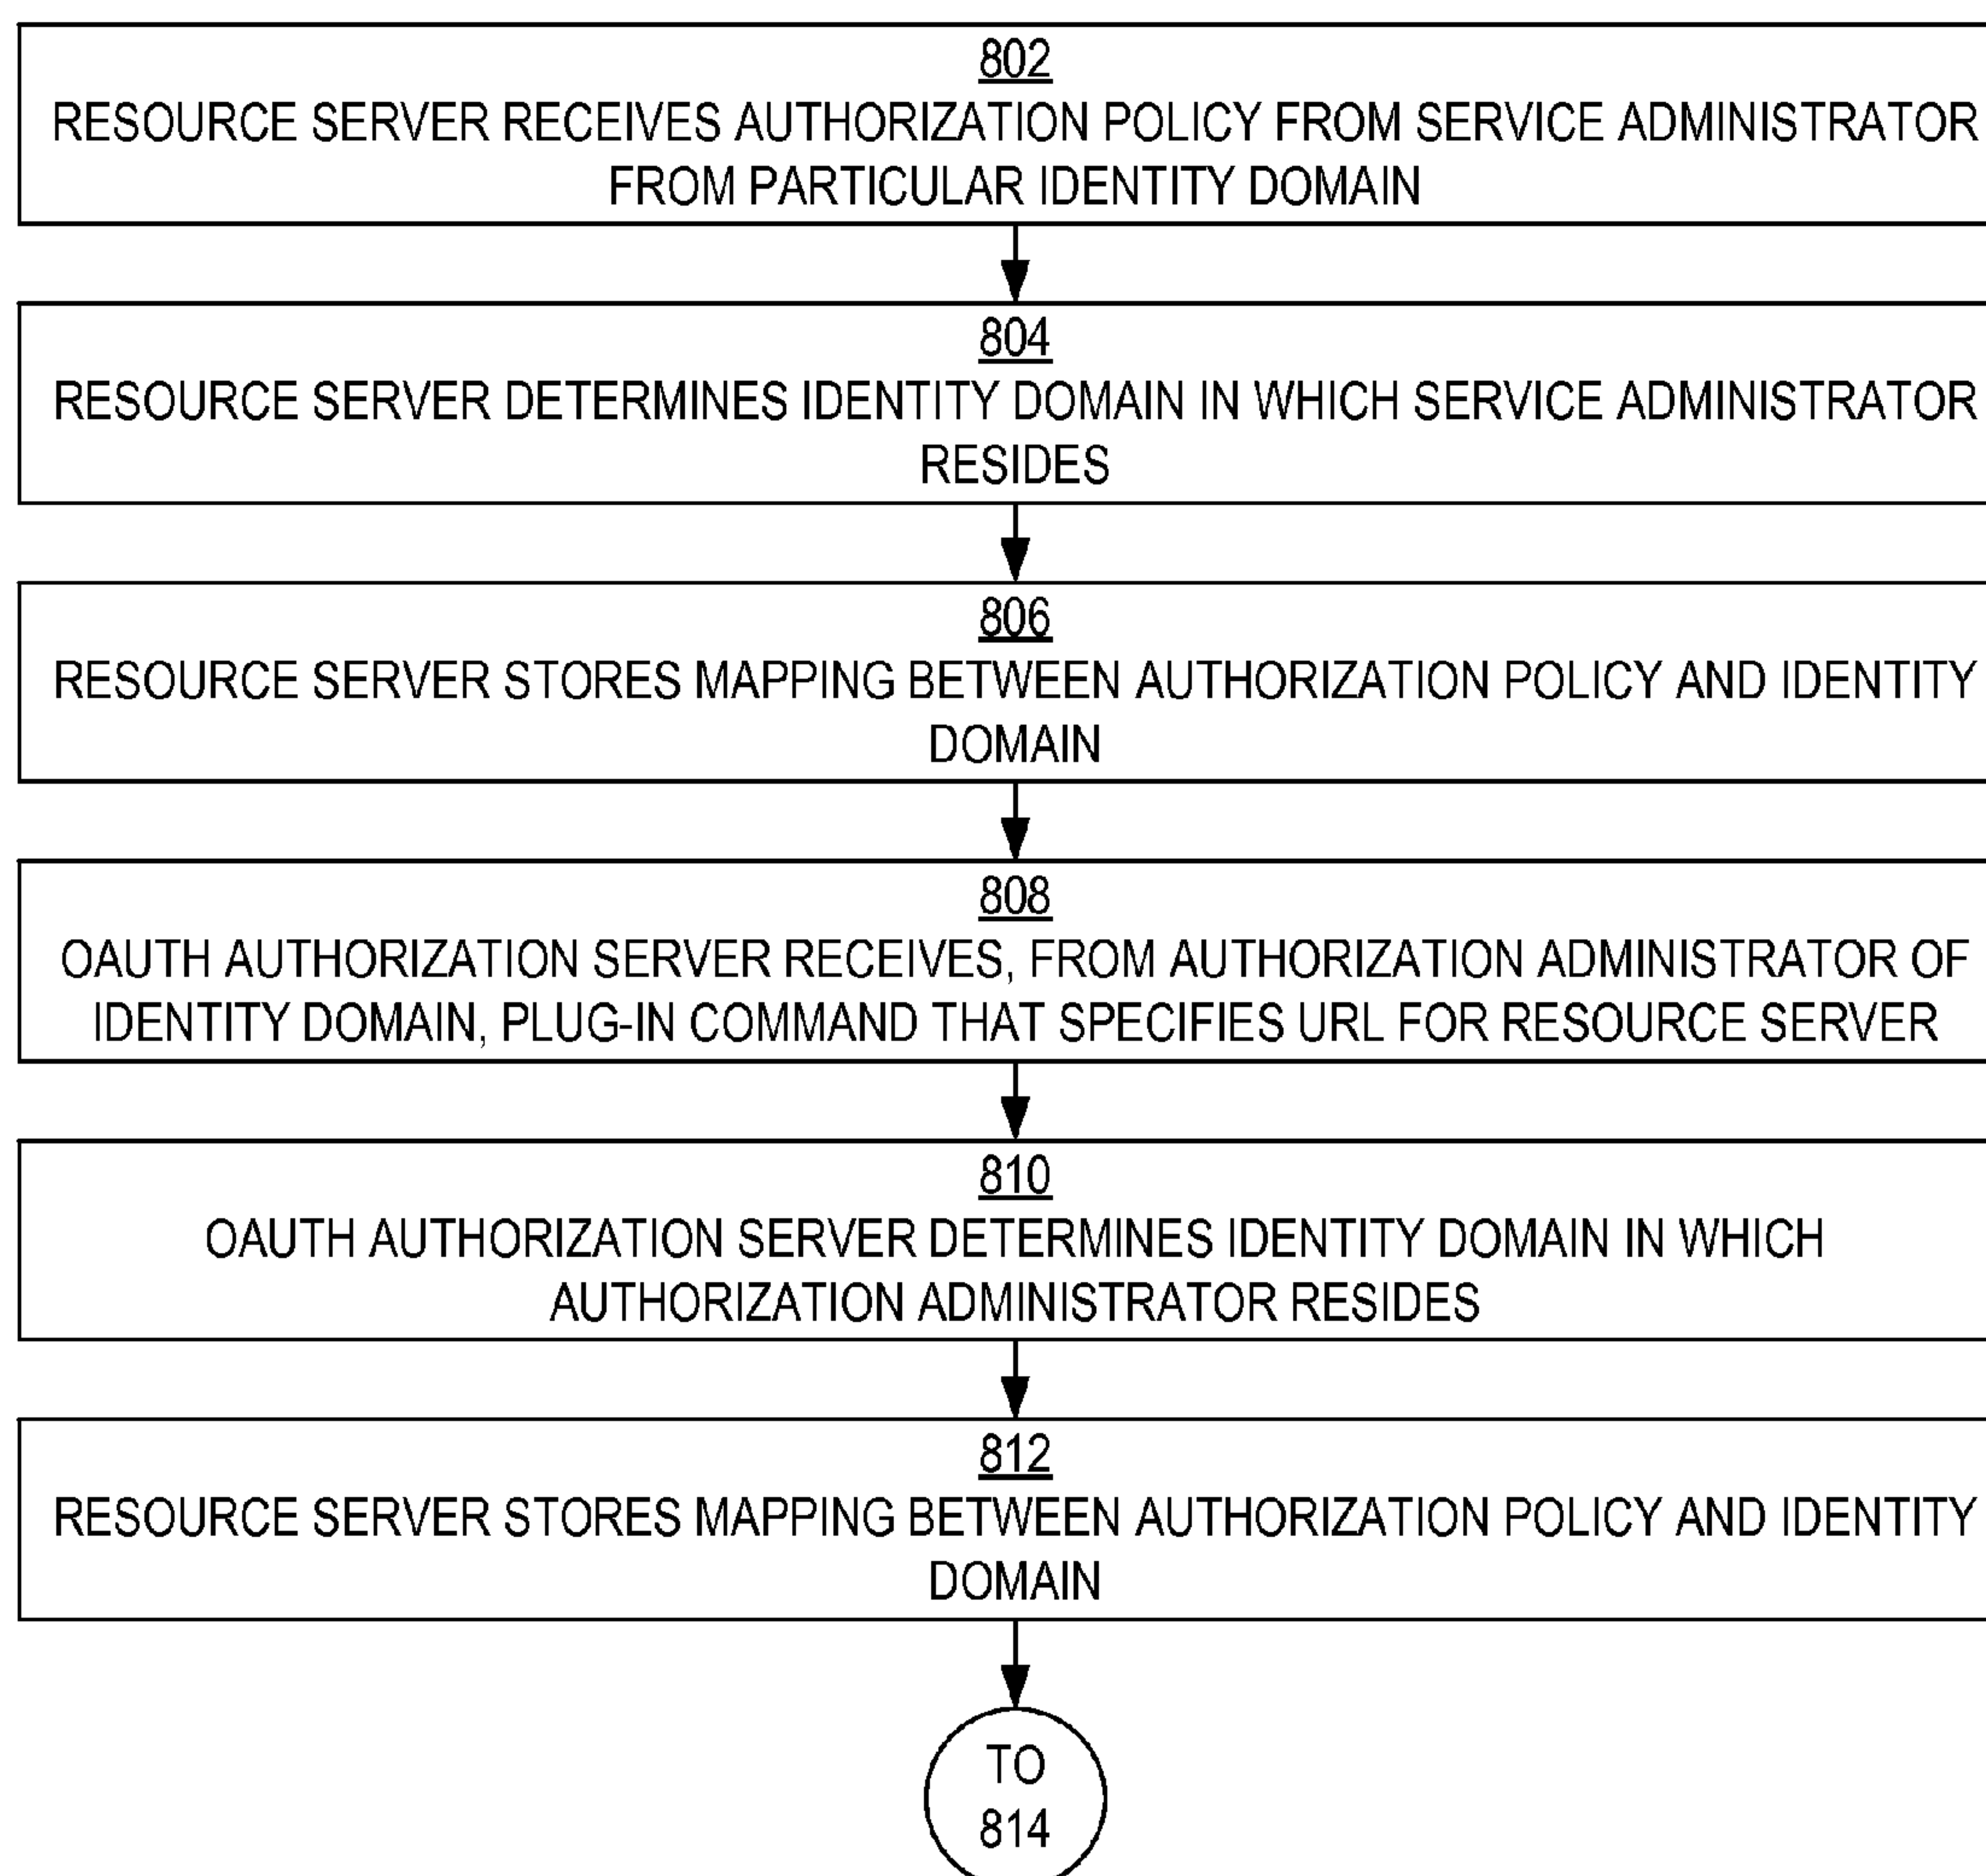 802
RESOURCE SERVER RECEIVES AUTHORIZATION POLICY FROM SERVICE ADMINISTRATOR
FROM PARTICULAR IDENTITY DOMAIN
804
RESOURCE SERVER DETERMINES IDENTITY DOMAIN IN WHICH SERVICE ADMINISTRATOR
RESIDES
806
RESOURCE SERVER STORES MAPPING BETWEEN AUTHORIZATION POLICY AND IDENTITY
DOMAIN
808
OAUTH AUTHORIZATION SERVER RECEIVES, FROM AUTHORIZATION ADMINISTRATOR OF
IDENTITY DOMAIN, PLUG-IN COMMAND THAT SPECIFIES URL FOR RESOURCE SERVER
810
OAUTH AUTHORIZATION SERVER DETERMINES IDENTITY DOMAIN IN WHICH
AUTHORIZATION ADMINISTRATOR RESIDES
812
RESOURCE SERVER STORES MAPPING BETWEEN AUTHORIZATION POLICY AND IDENTITY
DOMAIN
TO
814